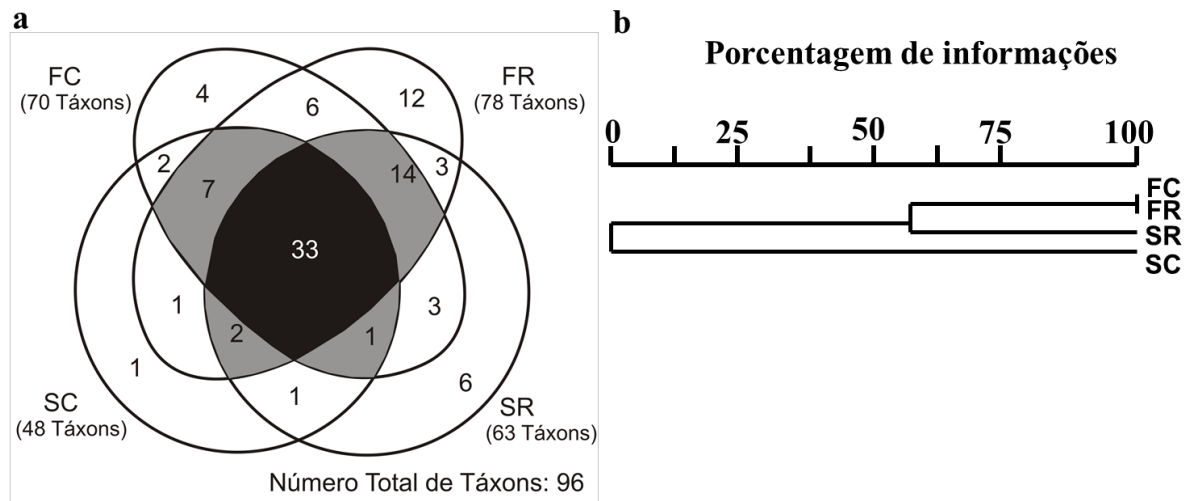 a
FC
(70 Táxons)
FR
(78 Táxons)
4
6
12
2
7
14
3
33
1
2
1
3
1
1
6
SC
(48 Táxons)
SR
(63 Táxons)
Número Total de Táxons: 96
b
Porcentagem de informações
0 25 50 75 100
FC
FR
SR
SC